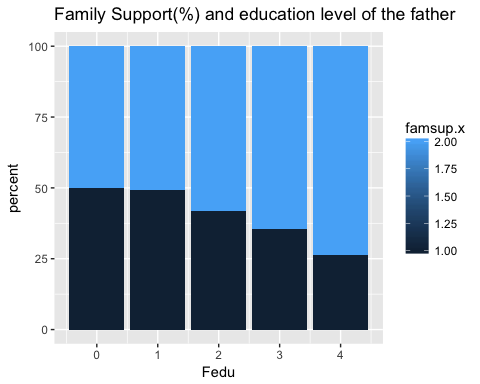 Family Support(%) and education level of the father
percent
100
75
50
25
0
0 1 2 3 4
Fedu
famsup.x
2.00
1.75
1.50
1.25
1.00